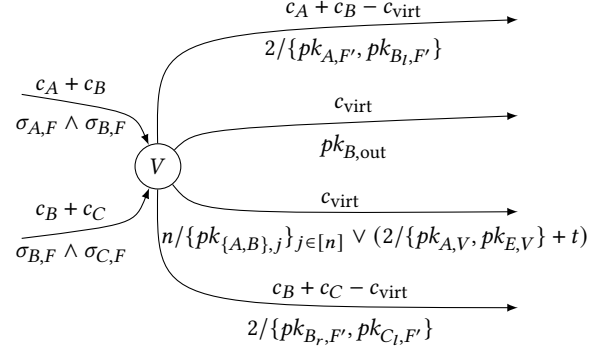 c_A + c_B − c_virt
2/{pk_{A,F′}, pk_{B_l,F′}}
c_A + c_B
σ_{A,F} ∧ σ_{B,F}
c_virt
pk_{B,out}
V
c_virt
c_B + c_C
n/{pk_{{A,B},j}}_{j∈[n]} ∨ (2/{pk_{A,V}, pk_{E,V}} + t)
σ_{B,F} ∧ σ_{C,F}
c_B + c_C − c_virt
2/{pk_{B_r,F′}, pk_{C_l,F′}}